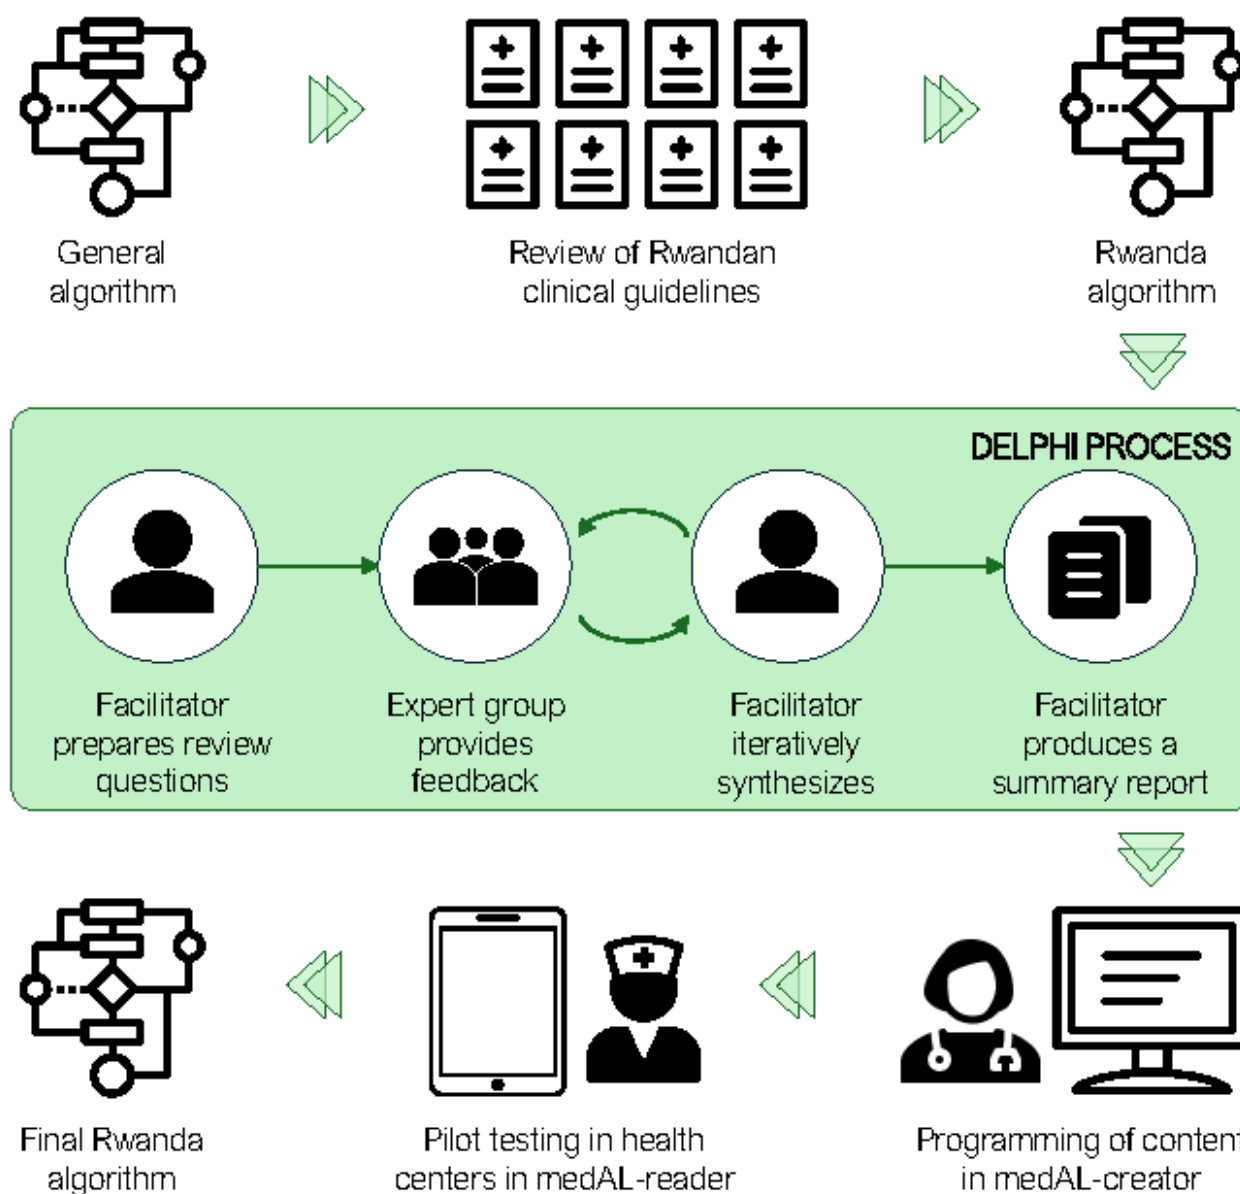 General
algorithm
Review of Rwandan
clinical guidelines
Rwanda
algorithm
DELPHI PROCESS
Facilitator
prepares review
questions
Expert group
provides
feedback
Facilitator
iteratively
synthesizes
Facilitator
produces a
summary report
Final Rwanda
algorithm
Pilot testing in health
centers in medAL-reader
Programming of content
in medAL-creator